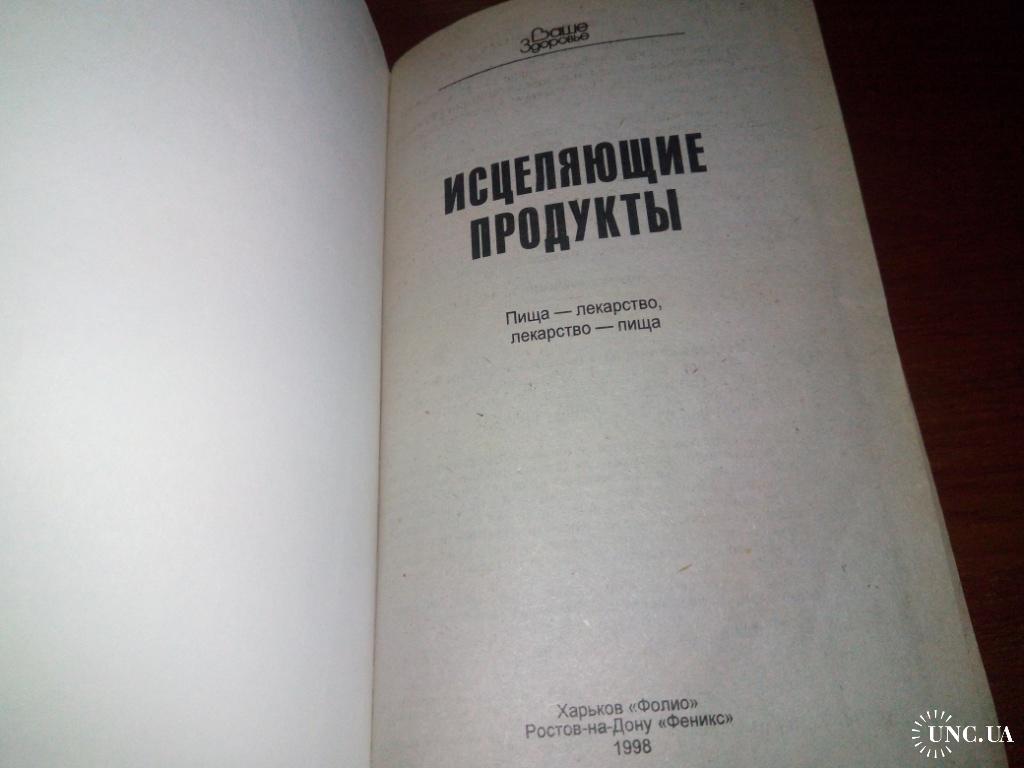 Ваше
Здоровье
ИСЦЕЛЯЮЩИЕ
ПРОДУКТЫ
Пища — лекарство,
лекарство — пища
Харьков «Фолио»
Ростов-на-Дону «Феникс»
1998
UNC.UA